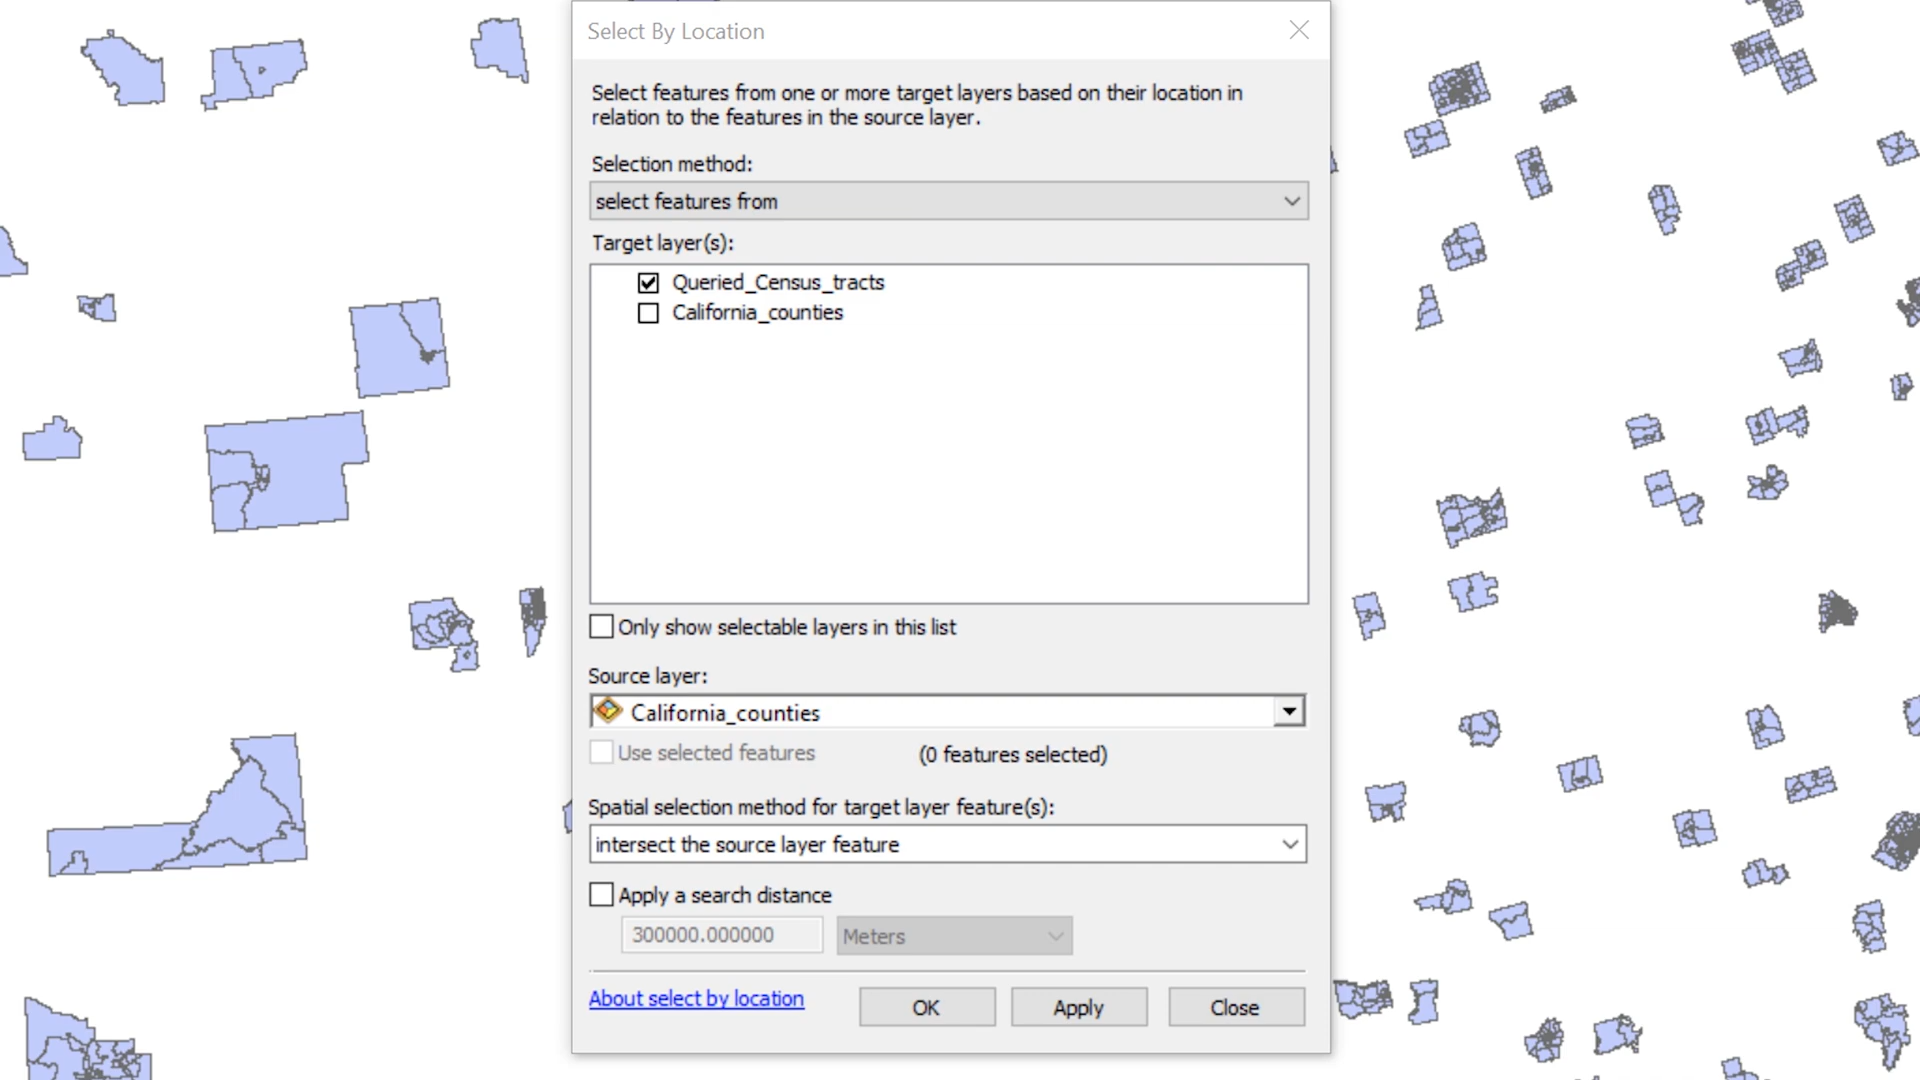 Select By Location
Select features from one or more target layers based on their location in
relation to the features in the source layer.
Selection method:
select features from
Target layer(s):
Queried_Census_tracts
California_counties
Only show selectable layers in this list
Source layer:
California_counties
Use selected features (0 features selected)
Spatial selection method for target layer feature(s):
intersect the source layer feature
Apply a search distance
300000.000000 Meters
About select by location OK Apply Close